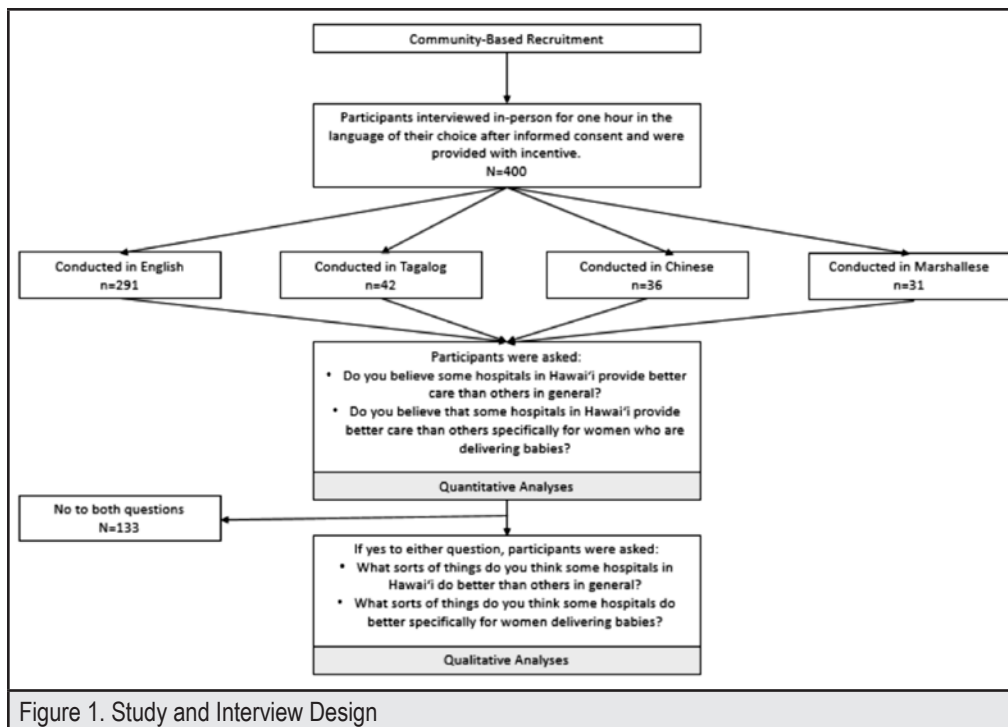 Community-Based Recruitment
Participants interviewed in-person for one hour in the
language of their choice after informed consent and were
provided with incentive.
N=400
Conducted in English
n=291
Conducted in Tagalog
n=42
Conducted in Chinese
n=36
Conducted in Marshallese
n=31
Participants were asked:
• Do you believe some hospitals in Hawai‘i provide better
care than others in general?
• Do you believe that some hospitals in Hawai‘i provide
better care than others specifically for women who are
delivering babies?
Quantitative Analyses
No to both questions
N=133
If yes to either question, participants were asked:
• What sorts of things do you think some hospitals in
Hawai‘i do better than others in general?
• What sorts of things do you think some hospitals do
better specifically for women delivering babies?
Qualitative Analyses
Figure 1. Study and Interview Design